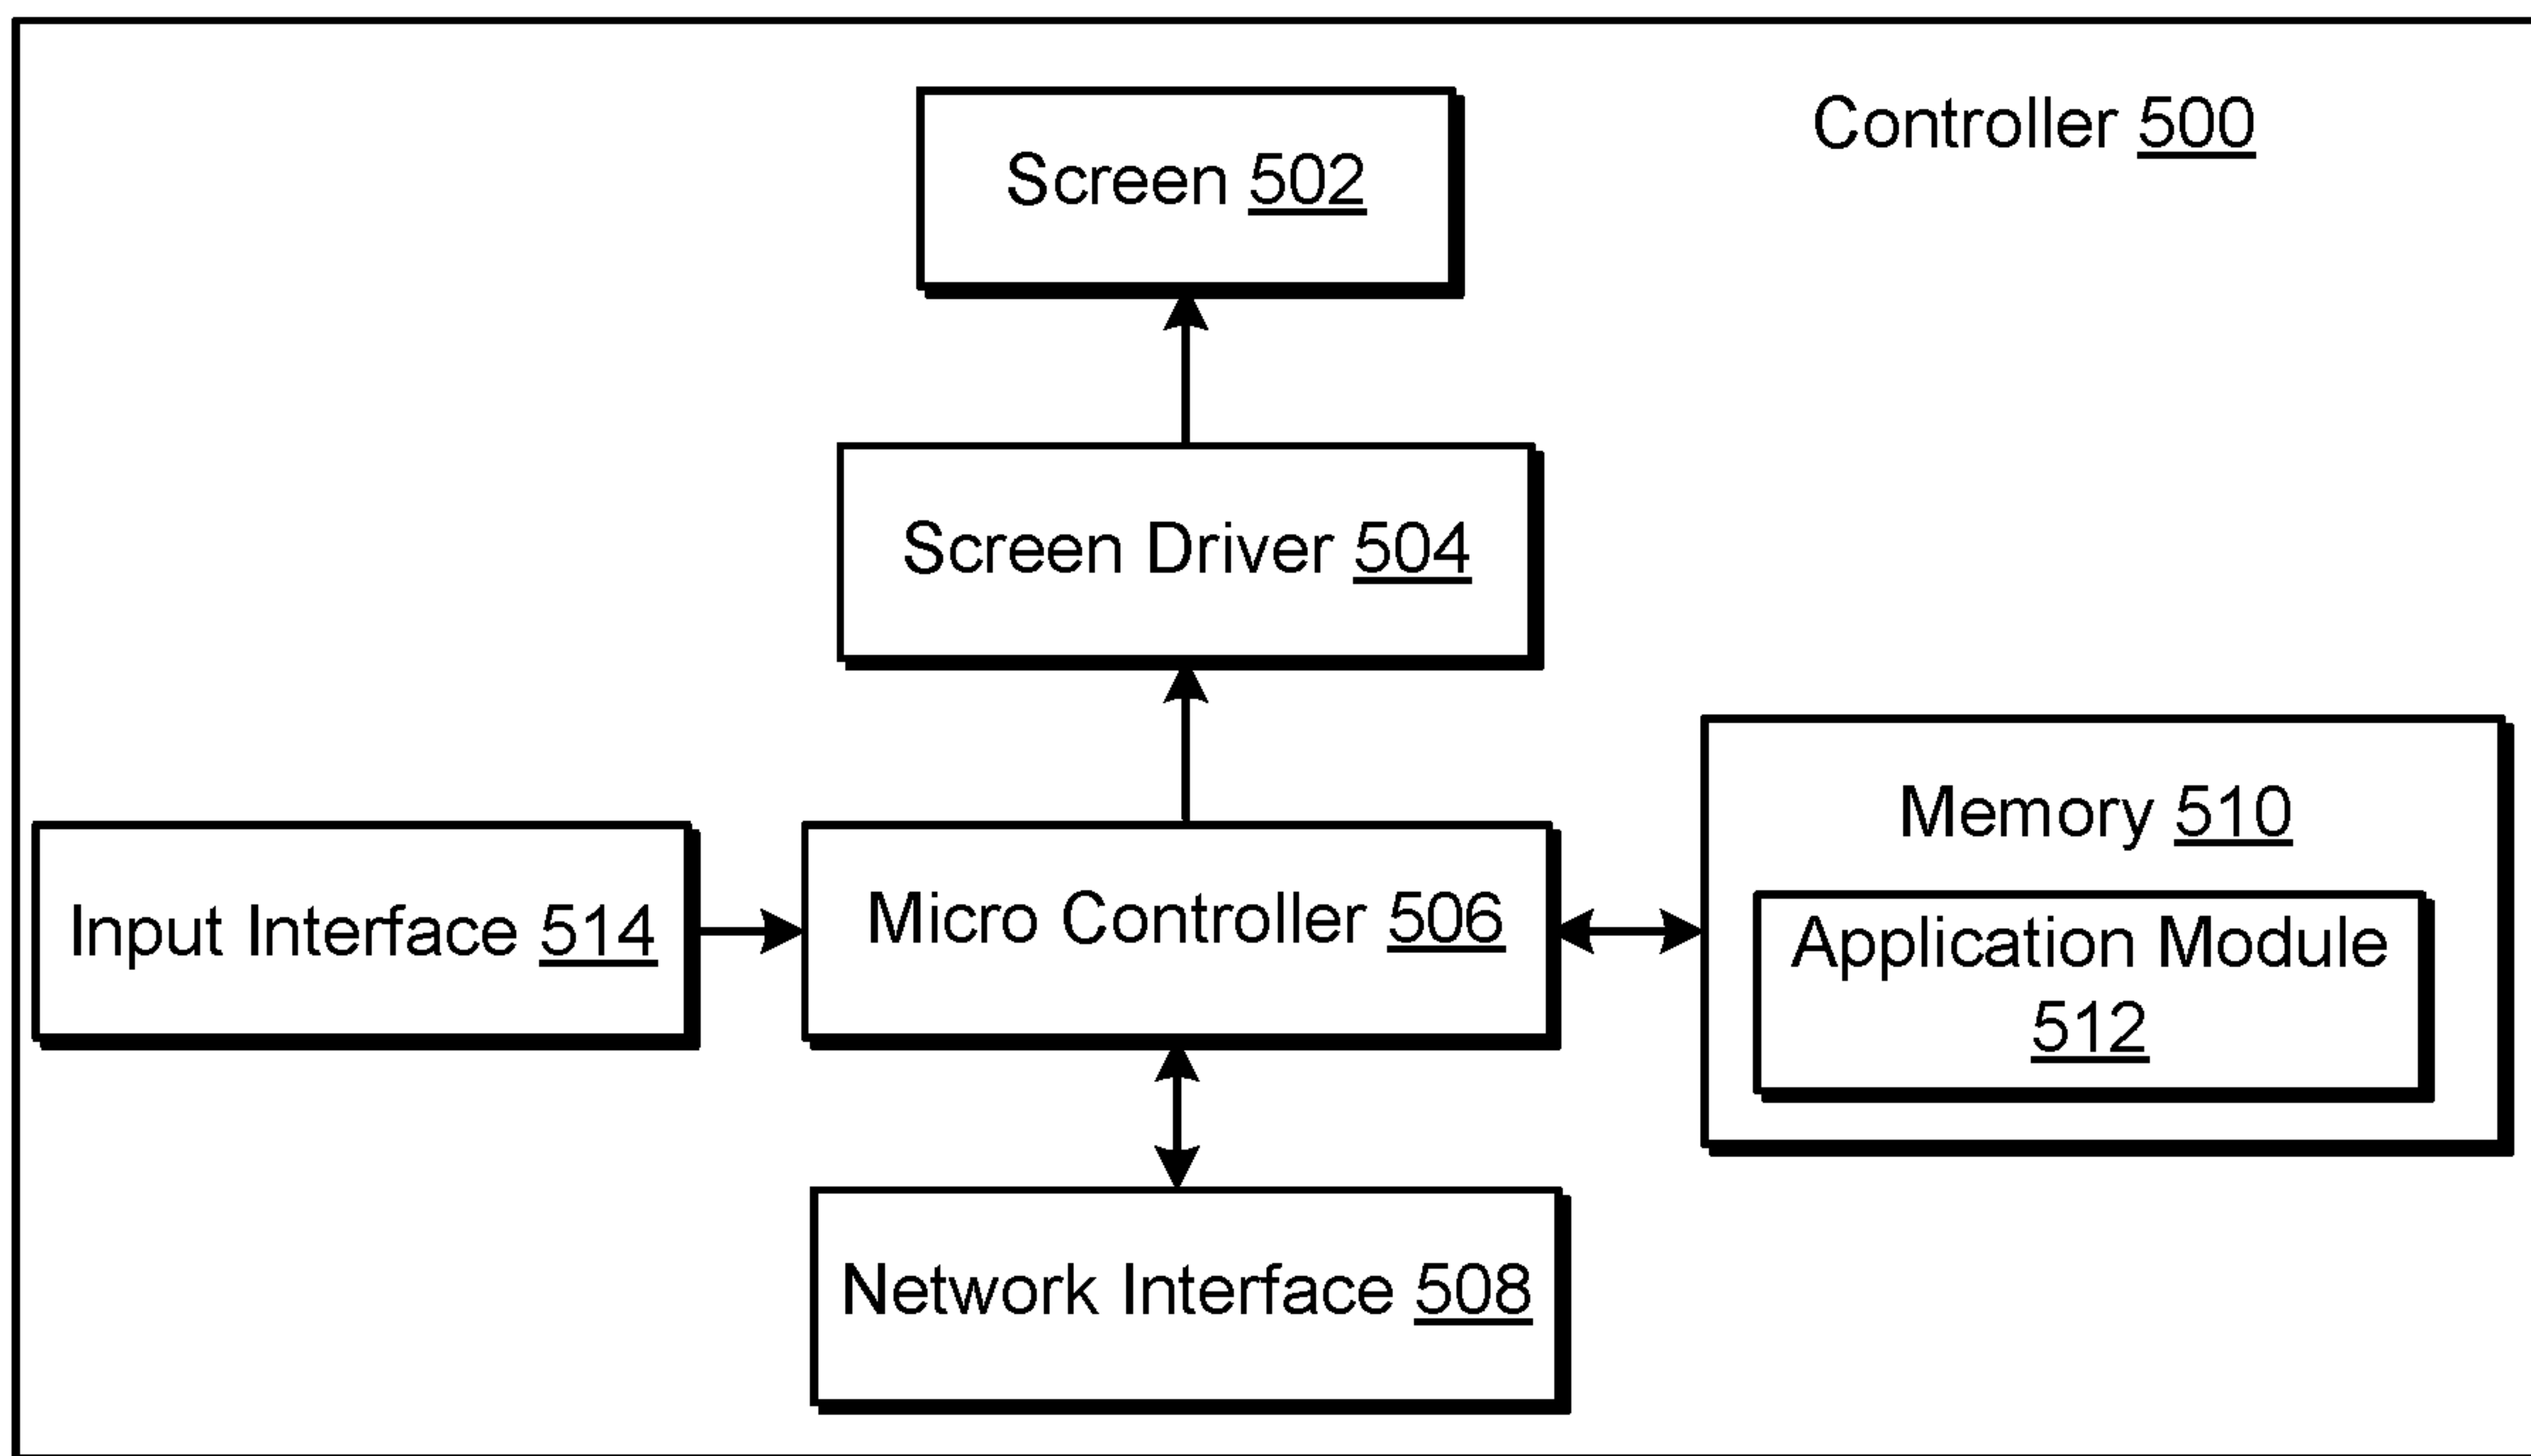 Controller 500
Screen 502
Screen Driver 504
Memory 510
Input Interface 514
Micro Controller 506
Application Module
512
Network Interface 508